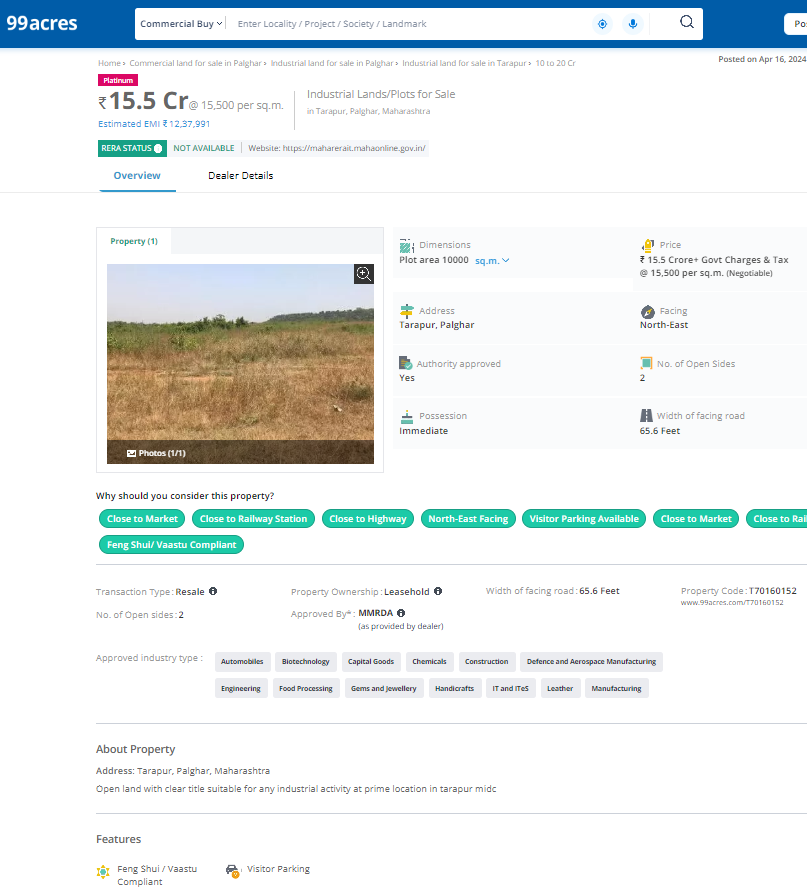 99acres
Commercial Buy
Enter Locality / Project / Society / Landmark
Home > Commercial land for sale in Palghar > Industrial land for sale in Palghar > Industrial land for sale in Tarapur > 10 to 20 Cr
Posted on Apr 16, 2024
Platinum
₹15.5 Cr @ 15,500 per sq.m.
Estimated EMI ₹ 12,37,991
Industrial Lands/Plots for Sale
in Tarapur, Palghar, Maharashtra
RERA STATUS NOT AVAILABLE Website: https://maharerait.mahaonline.gov.in/
Overview
Dealer Details
Property (1)
Photos (1/1)
Dimensions
Plot area 10000 sq.m.
Price
₹ 15.5 Crore+ Govt Charges & Tax
@ 15,500 per sq.m. (Negotiable)
Address
Tarapur, Palghar
Facing
North-East
Authority approved
Yes
No. of Open Sides
2
Possession
Immediate
Width of facing road
65.6 Feet
Why should you consider this property?
Close to Market
Close to Railway Station
Close to Highway
North-East Facing
Visitor Parking Available
Close to Market
Close to
Feng Shui/ Vaastu Compliant
Transaction Type : Resale
Property Ownership : Leasehold
Width of facing road : 65.6 Feet
Property Code : T70160152
www.99acres.com/T70160152
No. of Open sides : 2
Approved By* : MMRDA
(as provided by dealer)
Approved industry type :
Automobiles
Biotechnology
Capital Goods
Chemicals
Construction
Defence and Aerospace Manufacturing
Engineering
Food Processing
Gems and Jewellery
Handicrafts
IT and ITeS
Leather
Manufacturing
About Property
Address: Tarapur, Palghar, Maharashtra
Open land with clear title suitable for any industrial activity at prime location in tarapur midc
Features
Feng Shui / Vaastu
Compliant
Visitor Parking